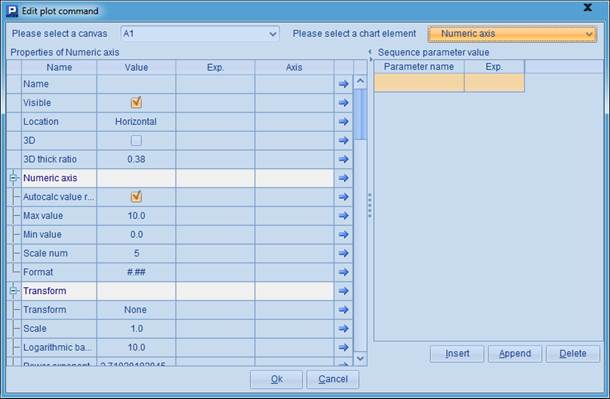 Edit plot command
Please select a canvas A1 Please select a chart element Numeric axis
Properties of Numeric axis
Name Value Exp. Axis
Name
Visible
Location Horizontal
3D
3D thick ratio 0.38
Numeric axis
Autocalc value r...
Max value 10.0
Min value 0.0
Scale num 5
Format #.##
Transform
Transform None
Scale 1.0
Logarithmic ba... 10.0
Power exponent
Sequence parameter value
Parameter name Exp.
Insert Append Delete
Ok Cancel